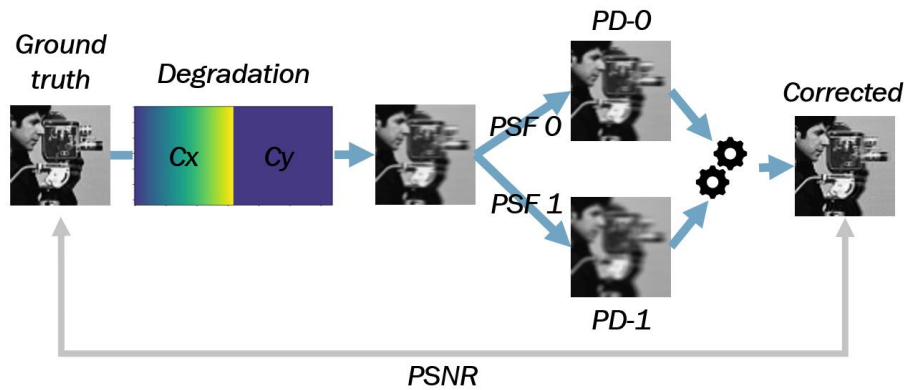 Ground
truth
Degradation
Cx
Cy
PSF 0
PSF 1
PD-0
PD-1
Corrected
PSNR